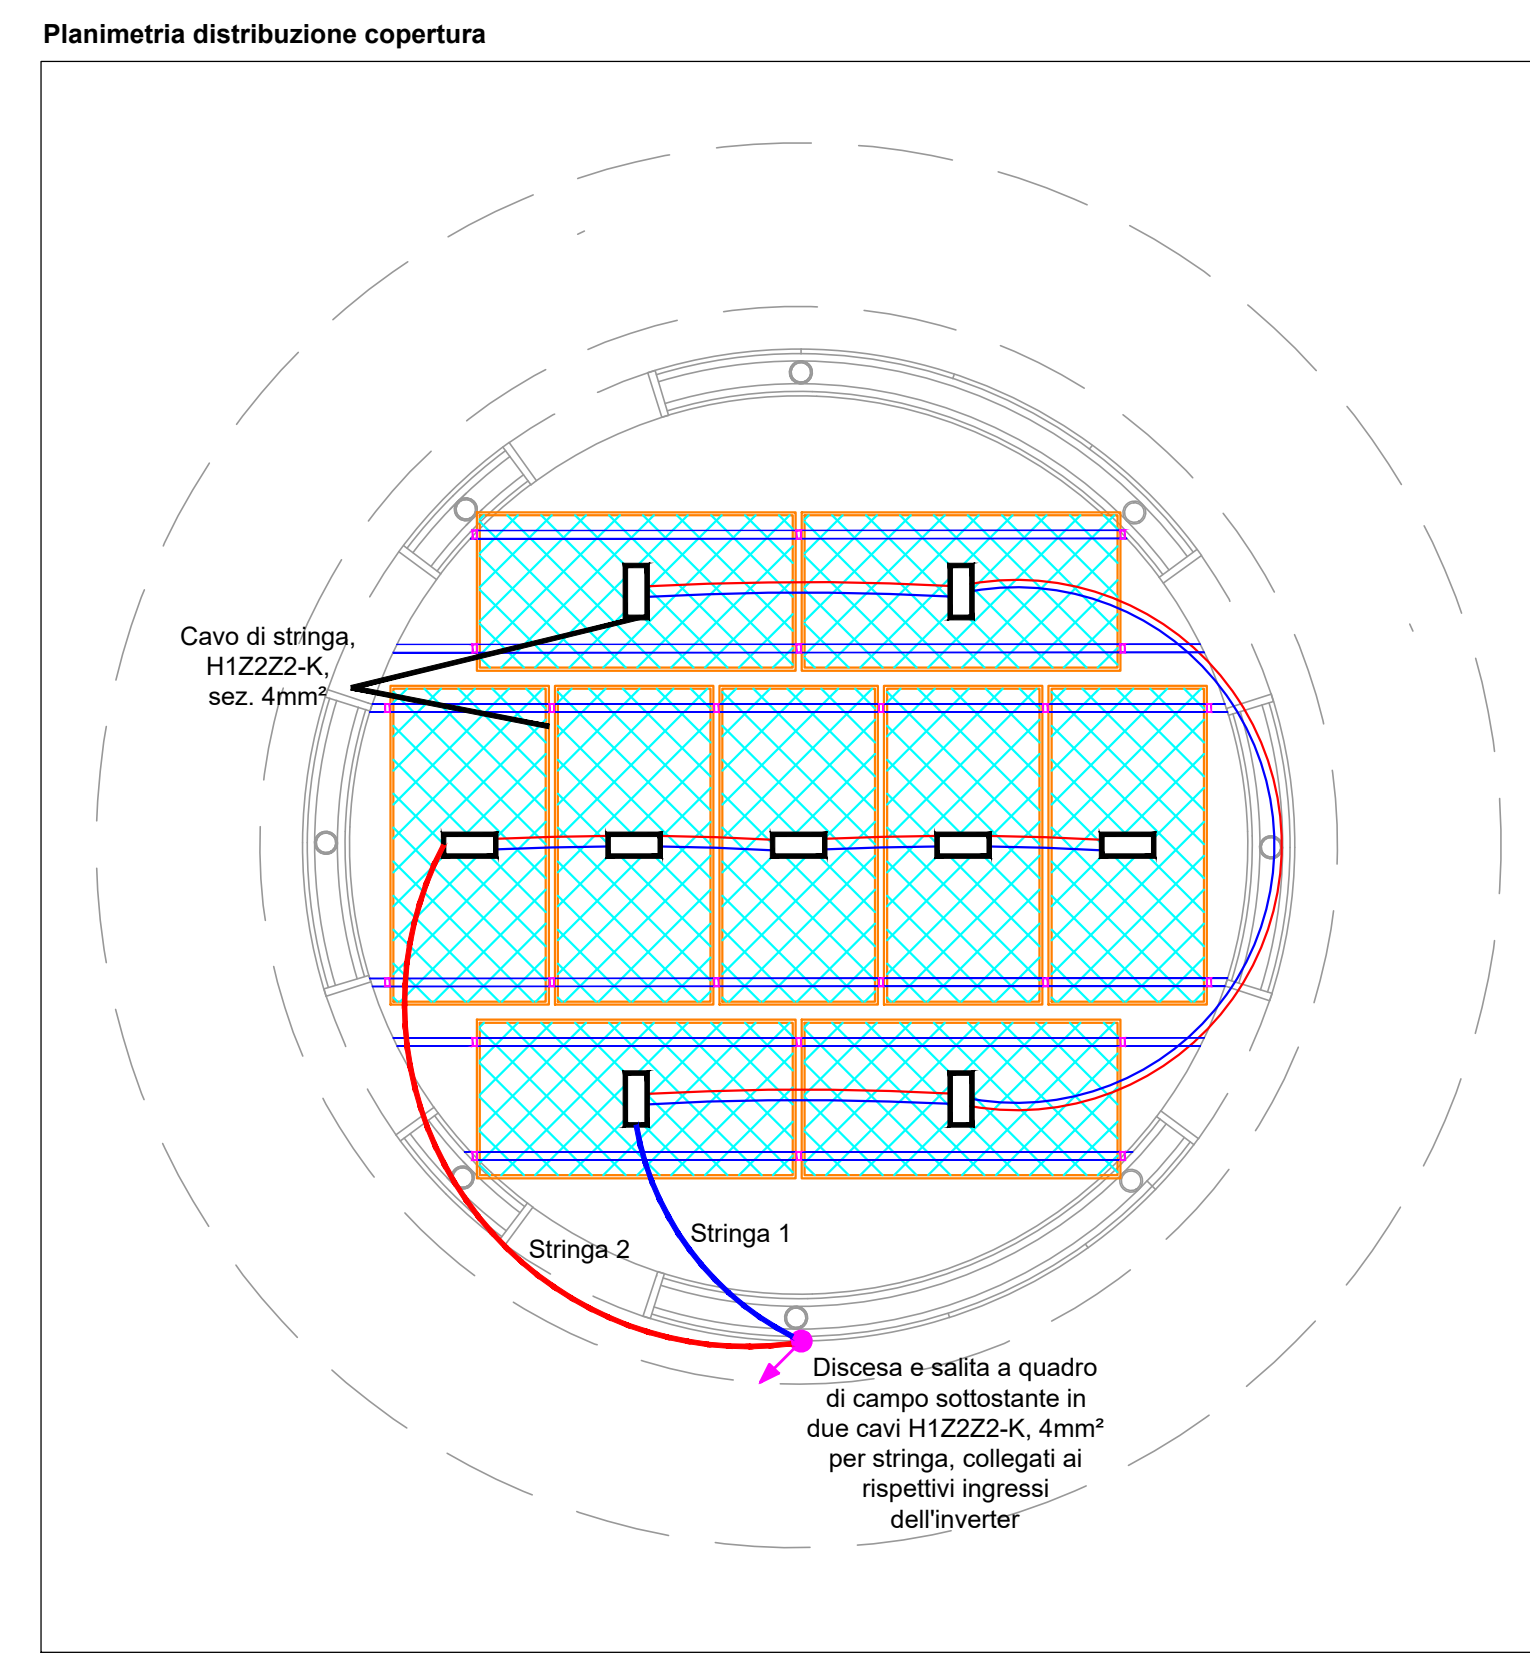 Planimetria distribuzione copertura
Cavo di stringa,
H1Z2Z2-K,
sez. 4mm²
Stringa 1
Stringa 2
Discesa e salita a quadro
di campo sottostante in
due cavi H1Z2Z2-K, 4mm²
per stringa, collegati ai
rispettivi ingressi
dell'inverter